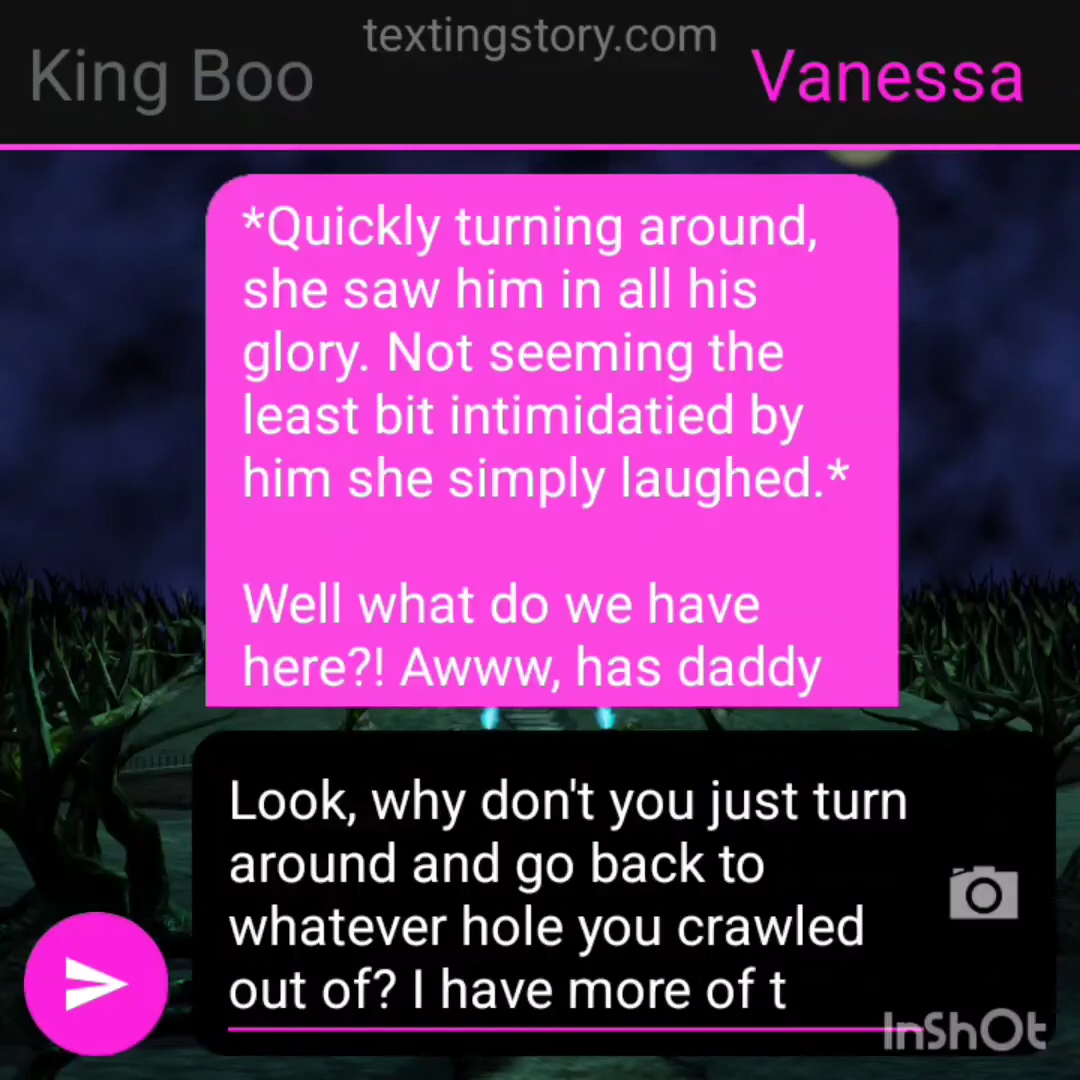 textingstory.com
King Boo
Vanessa
*Quickly turning around,
she saw him in all his
glory. Not seeming the
least bit intimidatied by
him she simply laughed.*
Well what do we have
here?! Awww, has daddy
Look, why don't you just turn
around and go back to
whatever hole you crawled
out of? I have more of t
InShOt